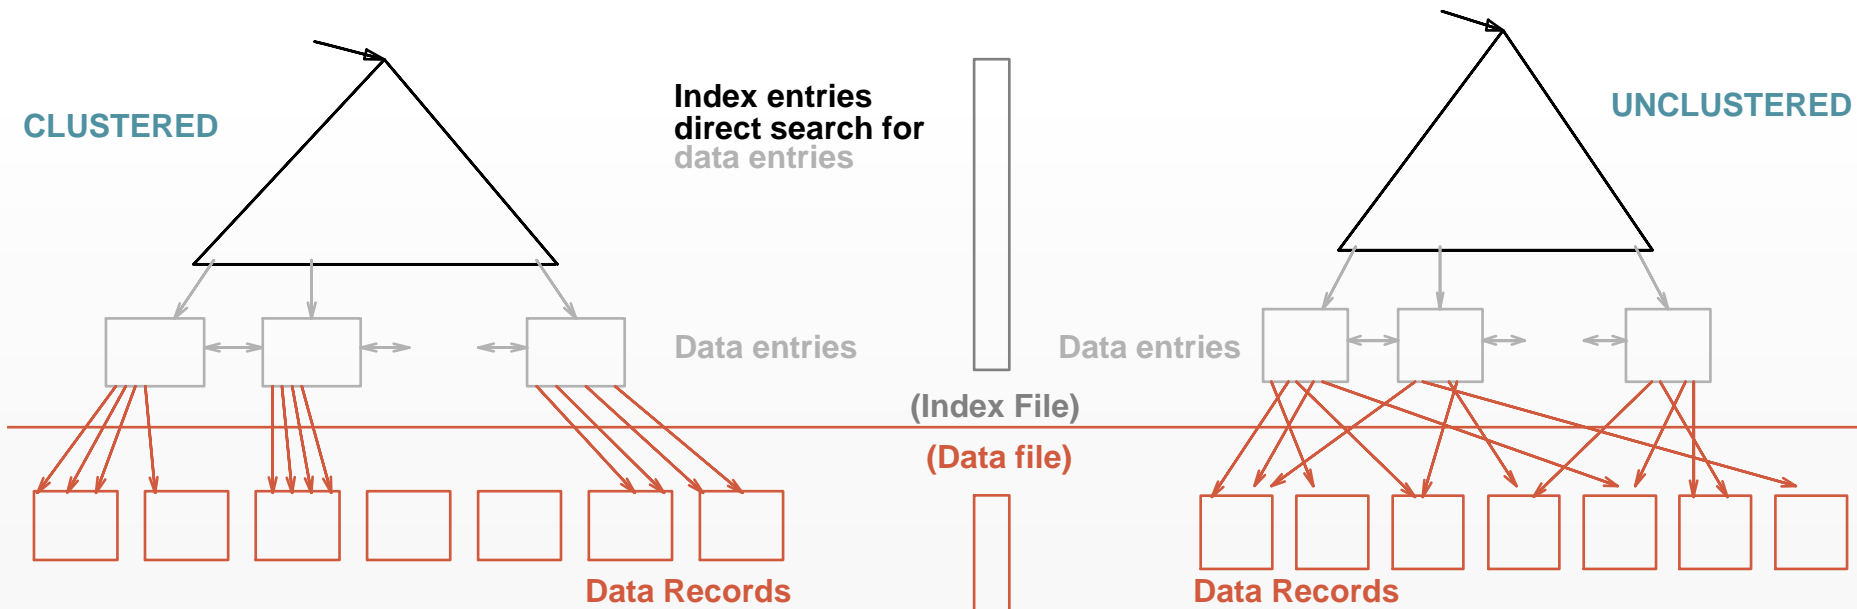 CLUSTERED
Index entries
direct search for
data entries
UNCLUSTERED
Data entries
Data entries
(Index File)
(Data file)
Data Records
Data Records